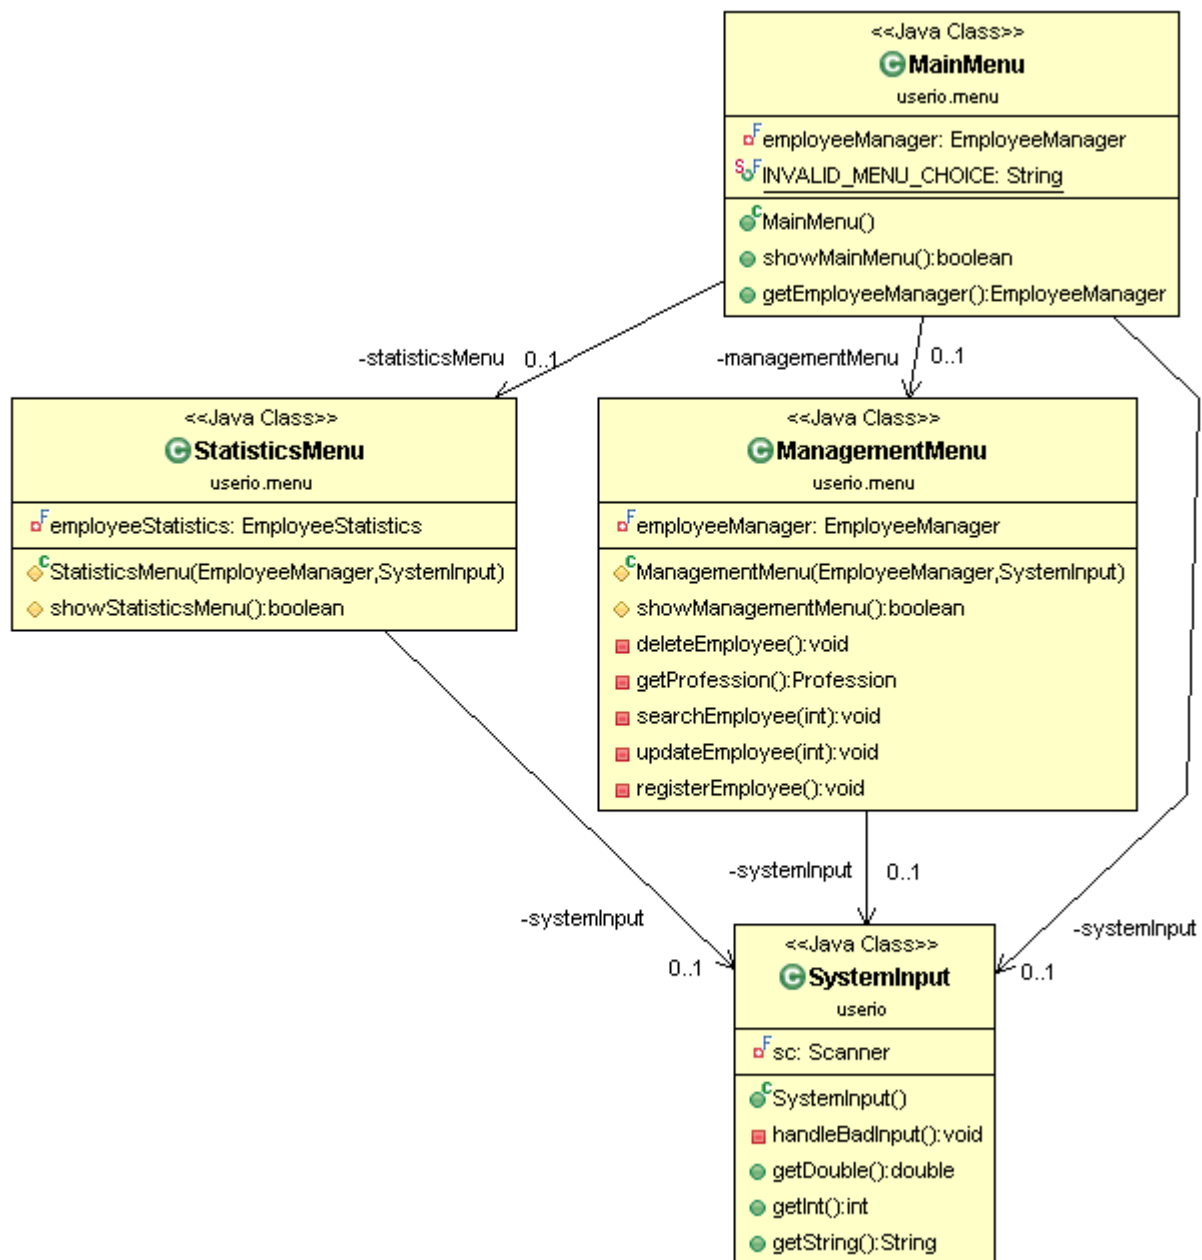 <<Java Class>>
MainMenu
userio.menu
employeeManager: EmployeeManager
INVALID_MENU_CHOICE: String
MainMenu()
showMainMenu():boolean
getEmployeeManager():EmployeeManager
-statisticsMenu 0..1
-managementMenu 0..1
<<Java Class>>
StatisticsMenu
userio.menu
employeeStatistics: EmployeeStatistics
StatisticsMenu(EmployeeManager,SystemInput)
showStatisticsMenu():boolean
<<Java Class>>
ManagementMenu
userio.menu
employeeManager: EmployeeManager
ManagementMenu(EmployeeManager,SystemInput)
showManagementMenu():boolean
deleteEmployee():void
getProfession():Profession
searchEmployee(int):void
updateEmployee(int):void
registerEmployee():void
-systemInput 0..1
-systemInput
0..1
-systemInput
0..1
<<Java Class>>
SystemInput
userio
sc: Scanner
SystemInput()
handleBadInput():void
getDouble():double
getInt():int
getString():String